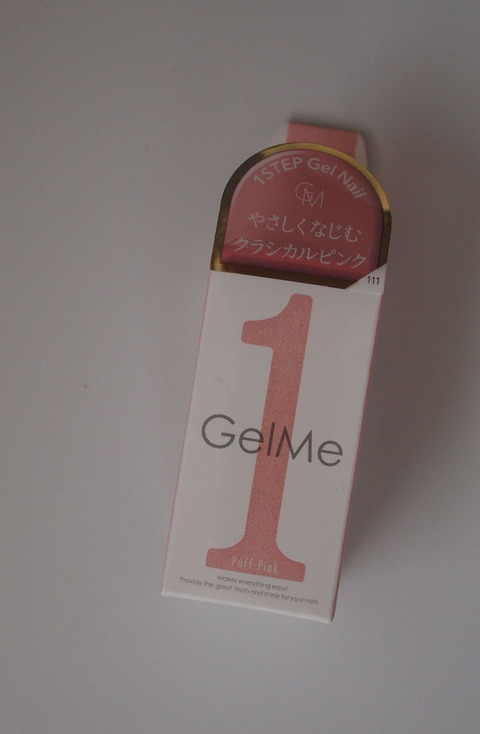 1STEP Gel Nail
GM
やさしくなじむ
クラシカルピンク
111
1
GelMe
Puff Pink
Makes everything easy!
Provide the great finish and shine for your nails